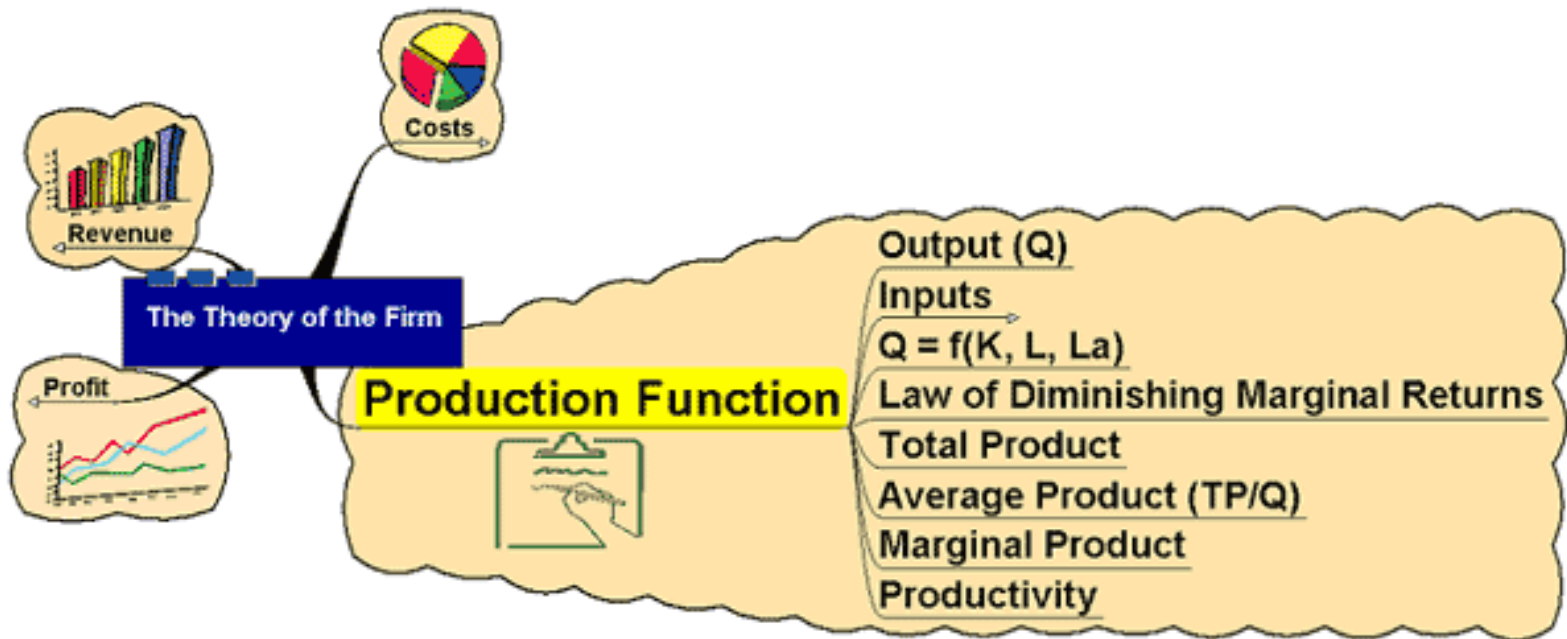 Costs
Revenue
The Theory of the Firm
Profit
Production Function
Output (Q)
Inputs
Q = f(K, L, La)
Law of Diminishing Marginal Returns
Total Product
Average Product (TP/Q)
Marginal Product
Productivity